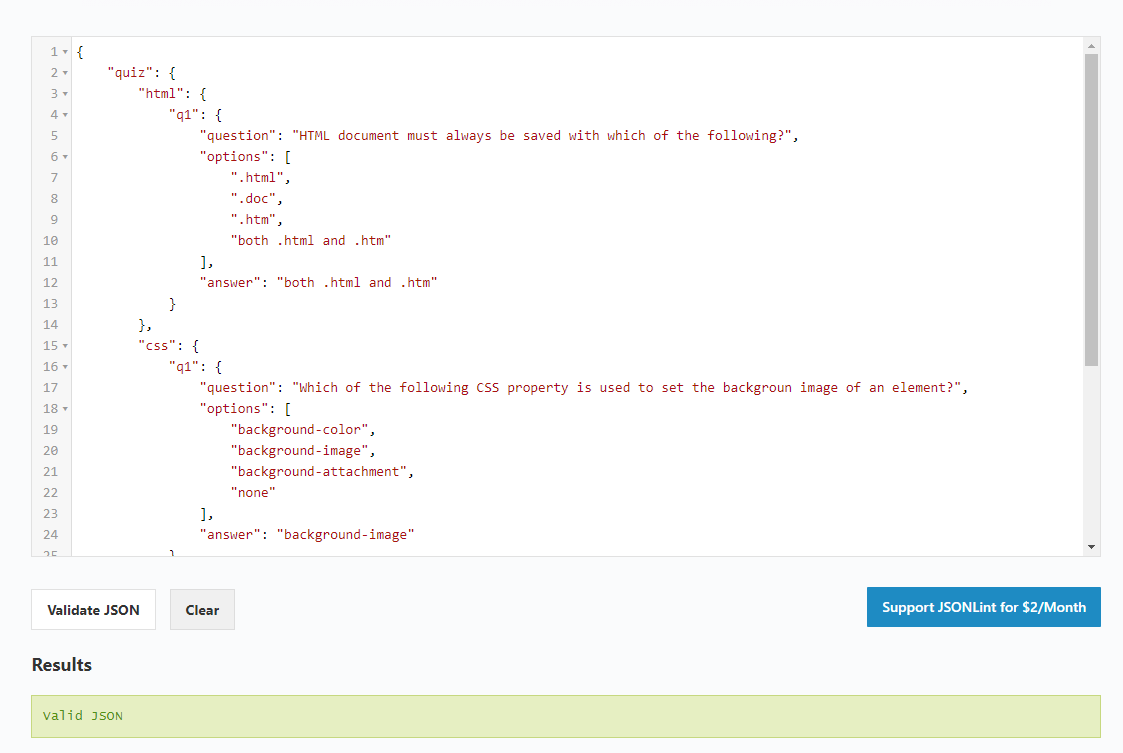 1 {
2 "quiz": {
3 "html": {
4 "q1": {
5 "question": "HTML document must always be saved with which of the following?",
6 "options": [
7 ".html",
8 ".doc",
9 ".htm",
10 "both .html and .htm"
11 ],
12 "answer": "both .html and .htm"
13 }
14 },
15 "css": {
16 "q1": {
17 "question": "Which of the following CSS property is used to set the backgroun image of an element?",
18 "options": [
19 "background-color",
20 "background-image",
21 "background-attachment",
22 "none"
23 ],
24 "answer": "background-image"
25 }
Validate JSON Clear Support JSONLint for $2/Month
Results
Valid JSON